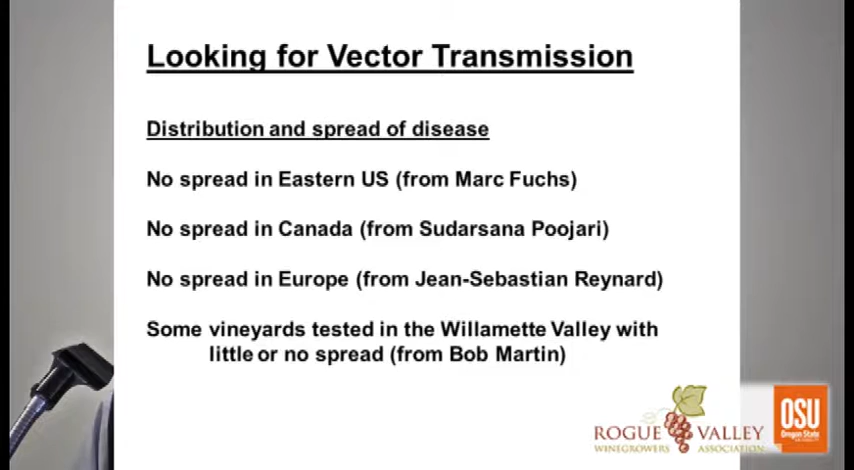 Looking for Vector Transmission
Distribution and spread of disease
No spread in Eastern US (from Marc Fuchs)
No spread in Canada (from Sudarsana Poojari)
No spread in Europe (from Jean-Sebastian Reynard)
Some vineyards tested in the Willamette Valley with
little or no spread (from Bob Martin)
ROGUE VALLEY
WINEGROWERS ASSOCIATION
OSU
Oregon State